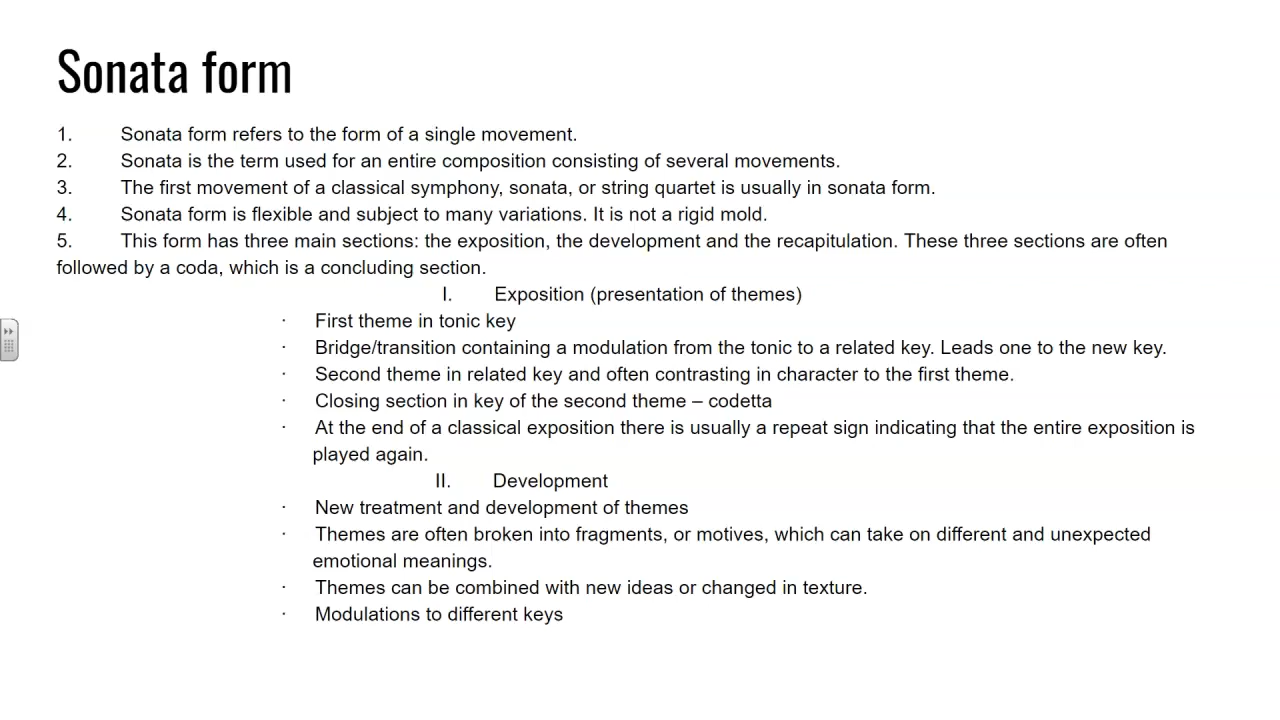 Sonata form
1. Sonata form refers to the form of a single movement.
2. Sonata is the term used for an entire composition consisting of several movements.
3. The first movement of a classical symphony, sonata, or string quartet is usually in sonata form.
4. Sonata form is flexible and subject to many variations. It is not a rigid mold.
5. This form has three main sections: the exposition, the development and the recapitulation. These three sections are often
followed by a coda, which is a concluding section.
I. Exposition (presentation of themes)
· First theme in tonic key
· Bridge/transition containing a modulation from the tonic to a related key. Leads one to the new key.
· Second theme in related key and often contrasting in character to the first theme.
· Closing section in key of the second theme – codetta
· At the end of a classical exposition there is usually a repeat sign indicating that the entire exposition is
played again.
II. Development
· New treatment and development of themes
· Themes are often broken into fragments, or motives, which can take on different and unexpected
emotional meanings.
· Themes can be combined with new ideas or changed in texture.
· Modulations to different keys